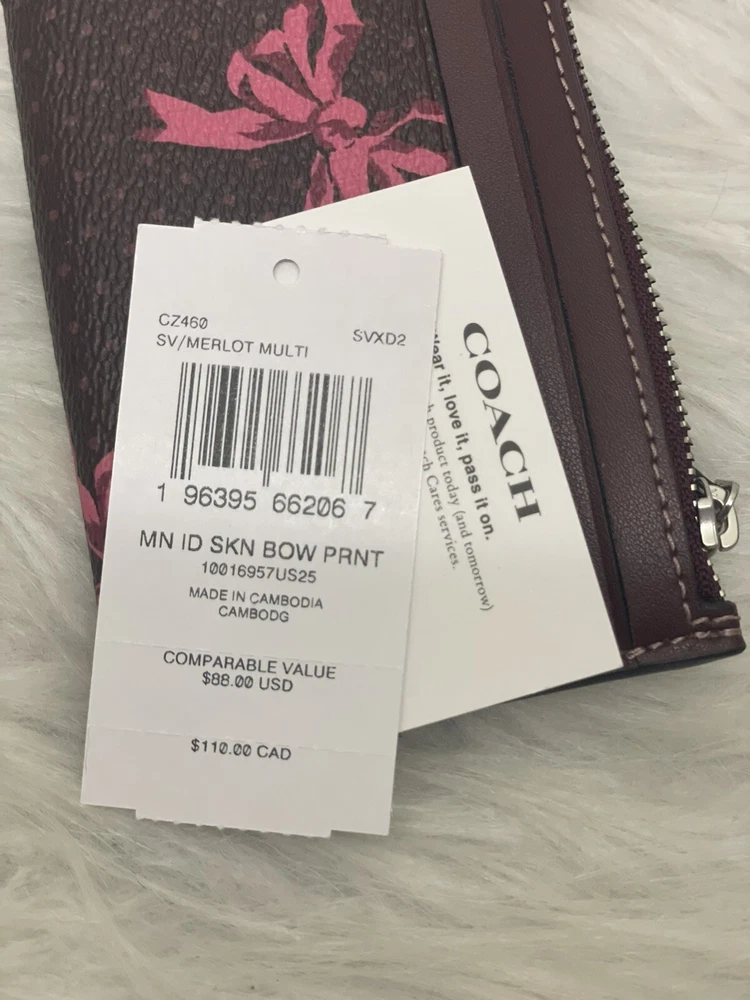 CZ460
SV/MERLOT MULTI
SVXD2
1 96395 66206 7
MN ID SKN BOW PRNT
10016957US25
MADE IN CAMBODIA
CAMBODG
COMPARABLE VALUE
$88.00 USD
$110.00 CAD
COACH
it, love it, pass it on.
product today (and tomorrow)
Cares services.